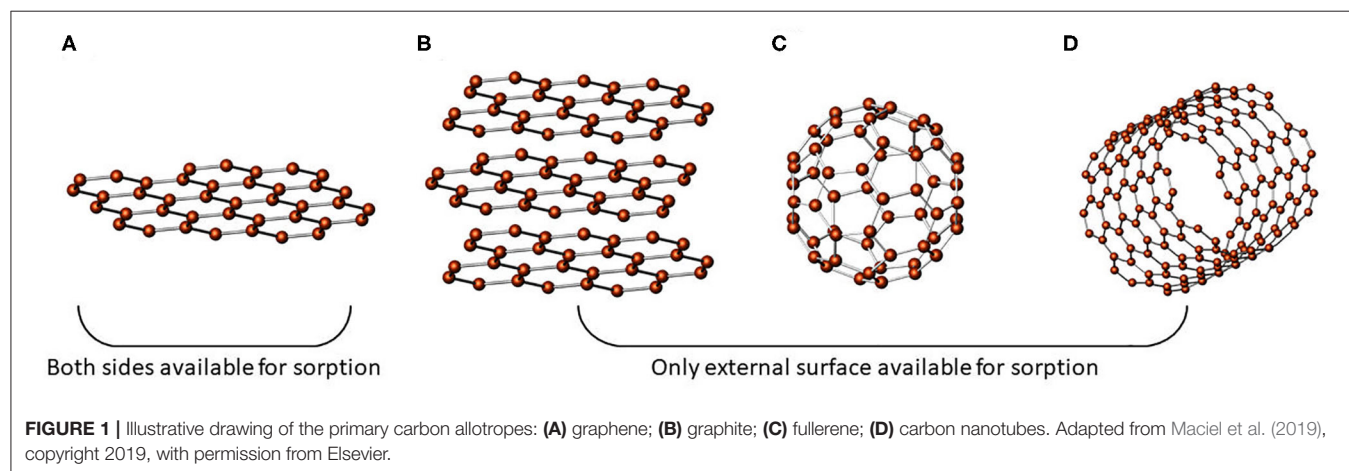 A B C D
Both sides available for sorption
Only external surface available for sorption
FIGURE 1 | Illustrative drawing of the primary carbon allotropes: (A) graphene; (B) graphite; (C) fullerene; (D) carbon nanotubes. Adapted from Maciel et al. (2019),
copyright 2019, with permission from Elsevier.